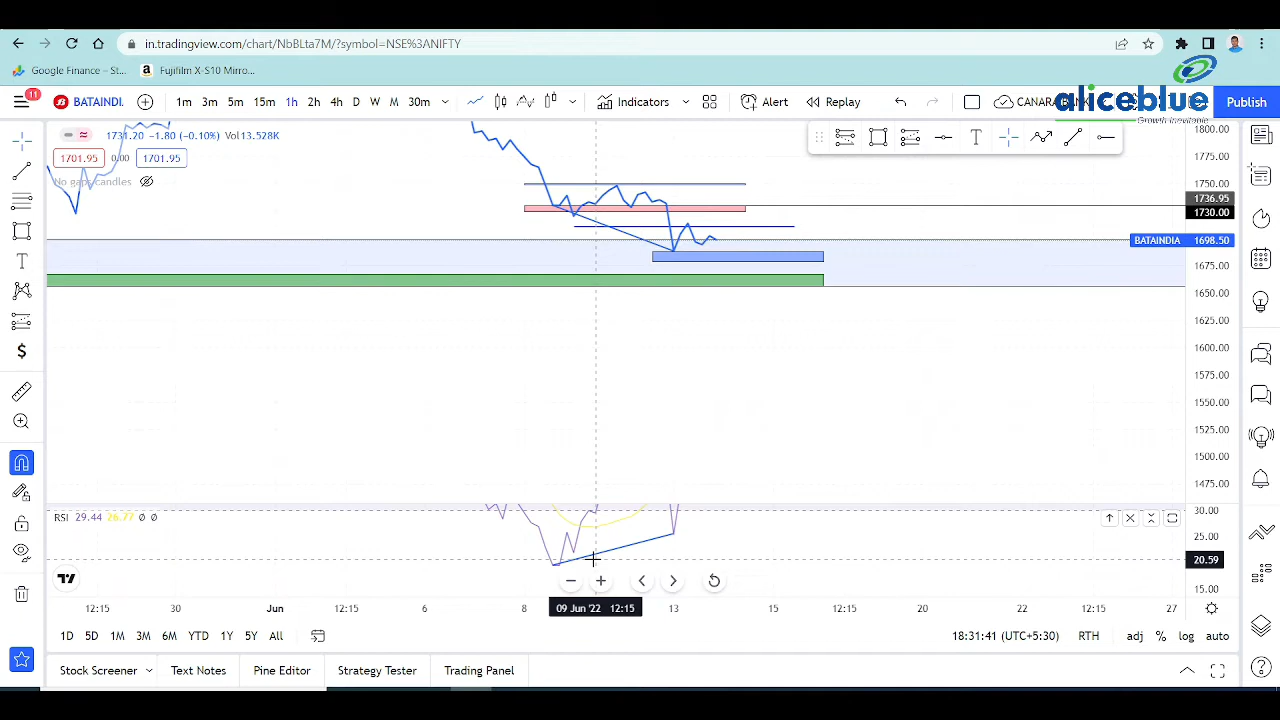 in.tradingview.com/chart/NbBLta7M/?symbol=NSE%3ANIFTY
Google Finance – St... Fujifilm X-S10 Mirro...
11 BATAINDI. 1m 3m 5m 15m 1h 2h 4h D W M 30m Indicators Alert Replay CANARA BANK Publish
aliceblue
Growth Inevitable
1731.20 −1.80 (−0.10%) Vol 13.528K
1701.95 0.00 1701.95
No gaps candles
1800.00
1775.00
1750.00
1736.95
1730.00
BATAINDIA 1698.50
1675.00
1650.00
1625.00
1600.00
1575.00
1550.00
1525.00
1500.00
1475.00
RSI 29.44 26.77 Ø Ø
30.00
25.00
20.59
15.00
12:15 30 Jun 12:15 6 8 09 Jun '22 12:15 13 15 12:15 20 22 12:15 27
1D 5D 1M 3M 6M YTD 1Y 5Y All 18:31:41 (UTC+5:30) RTH adj % log auto
Stock Screener Text Notes Pine Editor Strategy Tester Trading Panel